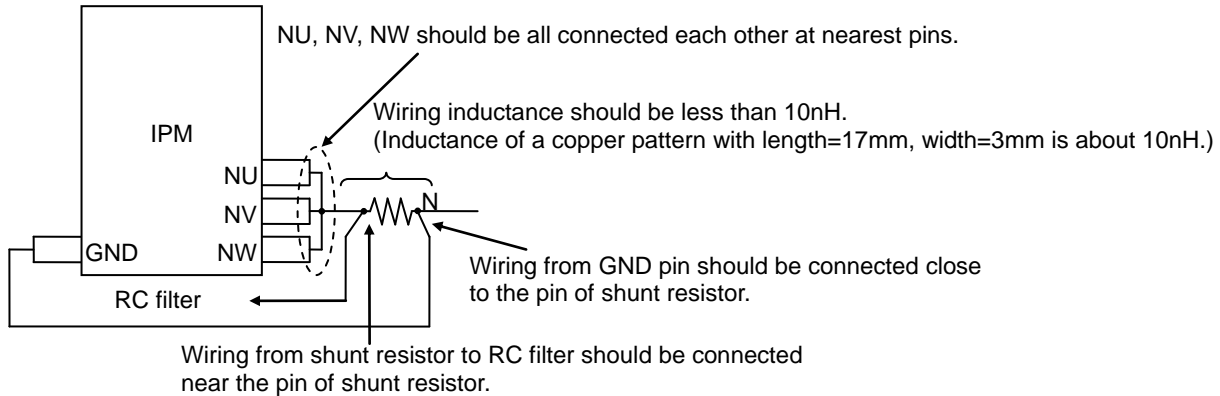 NU, NV, NW should be all connected each other at nearest pins.
Wiring inductance should be less than 10nH.
(Inductance of a copper pattern with length=17mm, width=3mm is about 10nH.)
IPM
NU
N
NV
GND
NW
Wiring from GND pin should be connected close
to the pin of shunt resistor.
RC filter
Wiring from shunt resistor to RC filter should be connected
near the pin of shunt resistor.